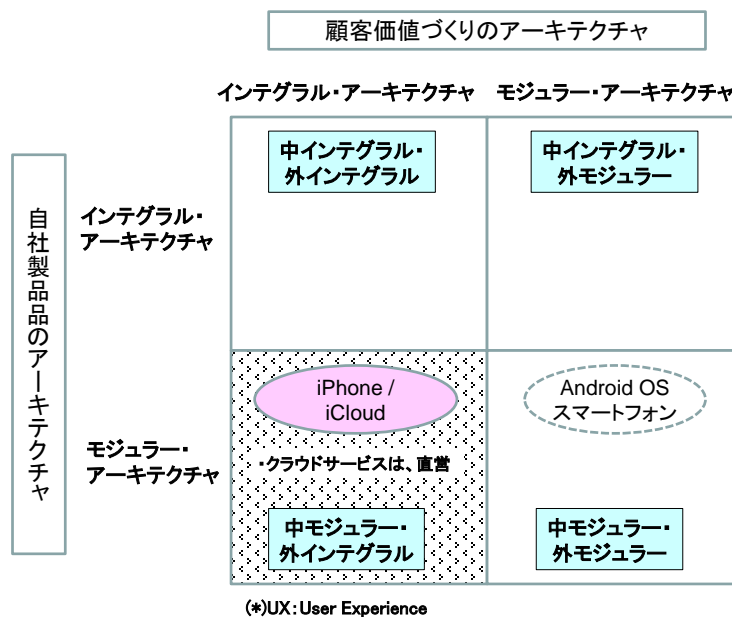 顧客価値づくりのアーキテクチャ
インテグラル・アーキテクチャ
モジュラー・アーキテクチャ
自社製品品のアーキテクチャ
インテグラル・
アーキテクチャ
中インテグラル・
外インテグラル
中インテグラル・
外モジュラー
モジュラー・
アーキテクチャ
iPhone /
iCloud
・クラウドサービスは、直営
中モジュラー・
外インテグラル
Android OS
スマートフォン
中モジュラー・
外モジュラー
(*)UX：User Experience